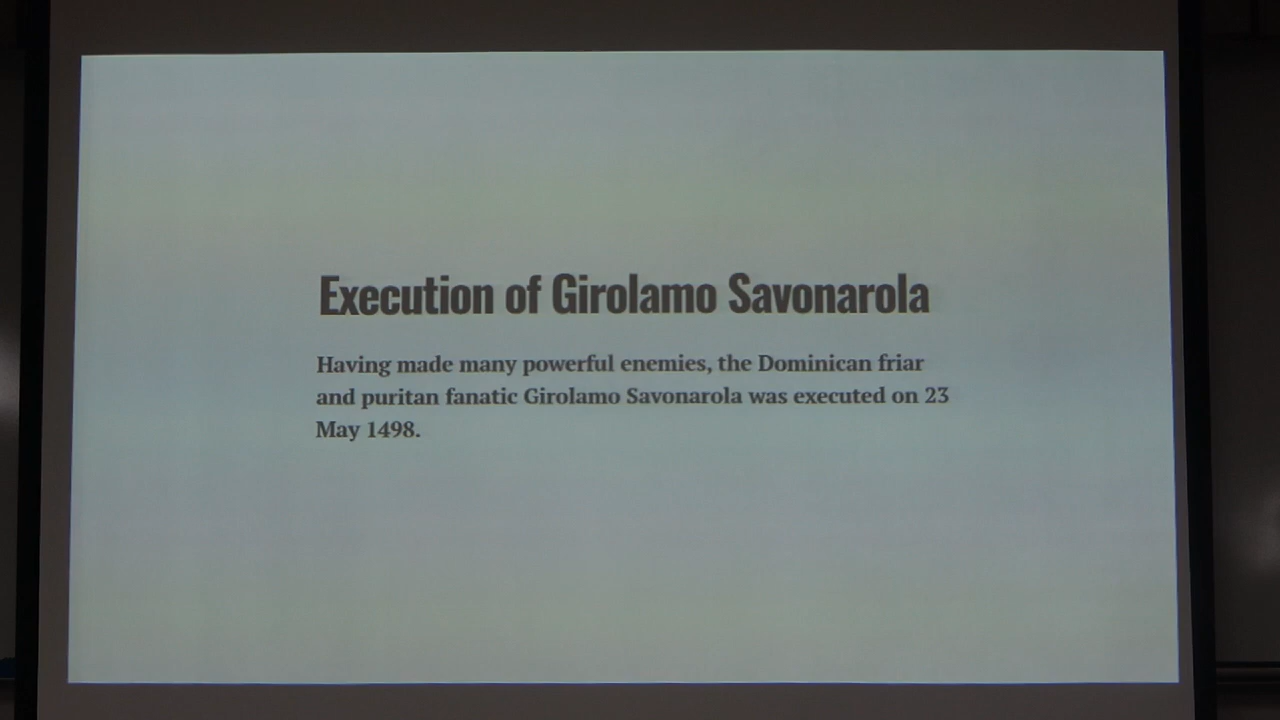 Execution of Girolamo Savonarola
Having made many powerful enemies, the Dominican friar
and puritan fanatic Girolamo Savonarola was executed on 23
May 1498.